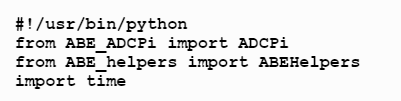 #!/usr/bin/python
from ABE_ADCPi import ADCPi
from ABE_helpers import ABEHelpers
import time